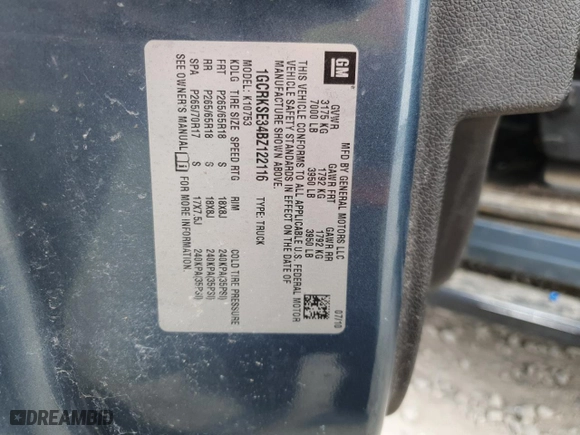 GM
MFD BY GENERAL MOTORS LLC
07/10
GVWR GAWR FRT GAWR RR
3175 KG 1792 KG 1792 KG
7000 LB 3950 LB 3950 LB
THIS VEHICLE CONFORMS TO ALL APPLICABLE U.S. FEDERAL MOTOR
VEHICLE SAFETY STANDARDS IN EFFECT ON THE DATE OF
MANUFACTURE SHOWN ABOVE.
1GCRKSE34BZ122116 TYPE: TRUCK
MODEL: K10753
KDLG TIRE SIZE SPEED RTG RIM COLD TIRE PRESSURE
FRT P265/65R18 S 18X8J 240KPA(35PSI)
RR P265/65R18 S 18X8J 240KPA(35PSI)
SPA P265/70R17 S 17X7.5J 240KPA(35PSI)
SEE OWNER'S MANUAL FOR MORE INFORMATION.
DREAMBID